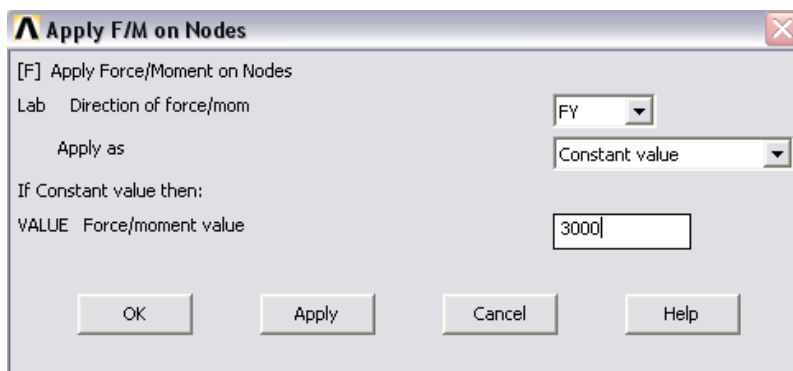 Apply F/M on Nodes
[F] Apply Force/Moment on Nodes
Lab Direction of force/mom FY
Apply as Constant value
If Constant value then:
VALUE Force/moment value 3000
OK Apply Cancel Help